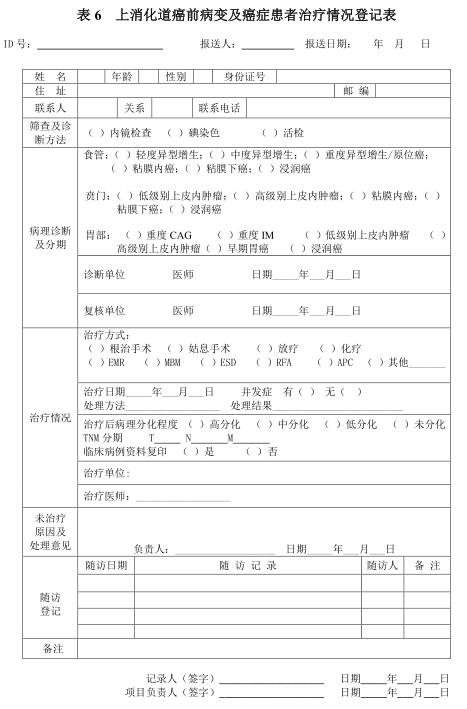 表 6 上消化道癌前病变及癌症患者治疗情况登记表
ID 号：____________ 报送人：____________ 报送日期： 年 月 日
姓 名 年龄 性别 身份证号
住 址 邮 编
联系人 关系 联系电话
筛查及诊
断方法
（ ）内镜检查 （ ）碘染色 （ ）活检
病理诊断
及分期
食管：（ ）轻度异型增生；（ ）中度异型增生；（ ）重度异型增生/原位癌；
（ ）粘膜内癌；（ ）粘膜下癌；（ ）浸润癌
贲门：（ ）低级别上皮内肿瘤；（ ）高级别上皮内肿瘤；（ ）粘膜内癌；（ ）
粘膜下癌；（ ）浸润癌
胃部：（ ）重度 CAG （ ）重度 IM （ ）低级别上皮内肿瘤 （ ）
高级别上皮内肿瘤（ ）早期胃癌 （ ）浸润癌
诊断单位 医师 日期_____年___月___日
复核单位 医师 日期_____年___月___日
治疗情况
治疗方式：
（ ）根治手术 （ ）姑息手术 （ ）放疗 （ ）化疗
（ ）EMR （ ）MBM （ ）ESD （ ）RFA （ ）APC （ ）其他_______
治疗日期_____年___月___日 并发症 有（ ） 无（ ）
处理方法__________________ 处理结果_________________________
治疗后病理分化程度 （ ）高分化 （ ）中分化 （ ）低分化 （ ）未分化
TNM 分期 T_____ N_______M_______
临床病例资料复印 （ ）是 （ ）否
治疗单位：
治疗医师：__________________
未治疗
原因及
处理意见
负责人：___________________ 日期_____年___月___日
随访
登记
随访日期 随 访 记 录 随访人 备 注
备注
记录人（签字）____________________ 日期_____年___月___日
项目负责人（签字）____________________ 日期_____年___月___日